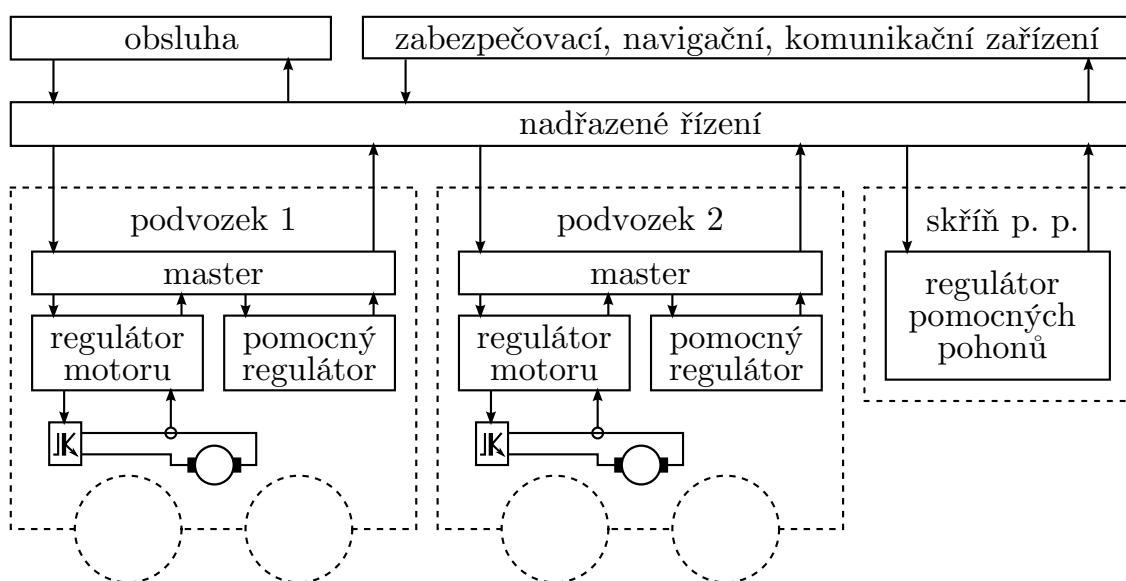 obsluha
zabezpečovací, navigační, komunikační zařízení
nadřazené řízení
podvozek 1
master
regulátor
motoru
pomocný
regulátor
podvozek 2
master
regulátor
motoru
pomocný
regulátor
skříň p. p.
regulátor
pomocných
pohonů